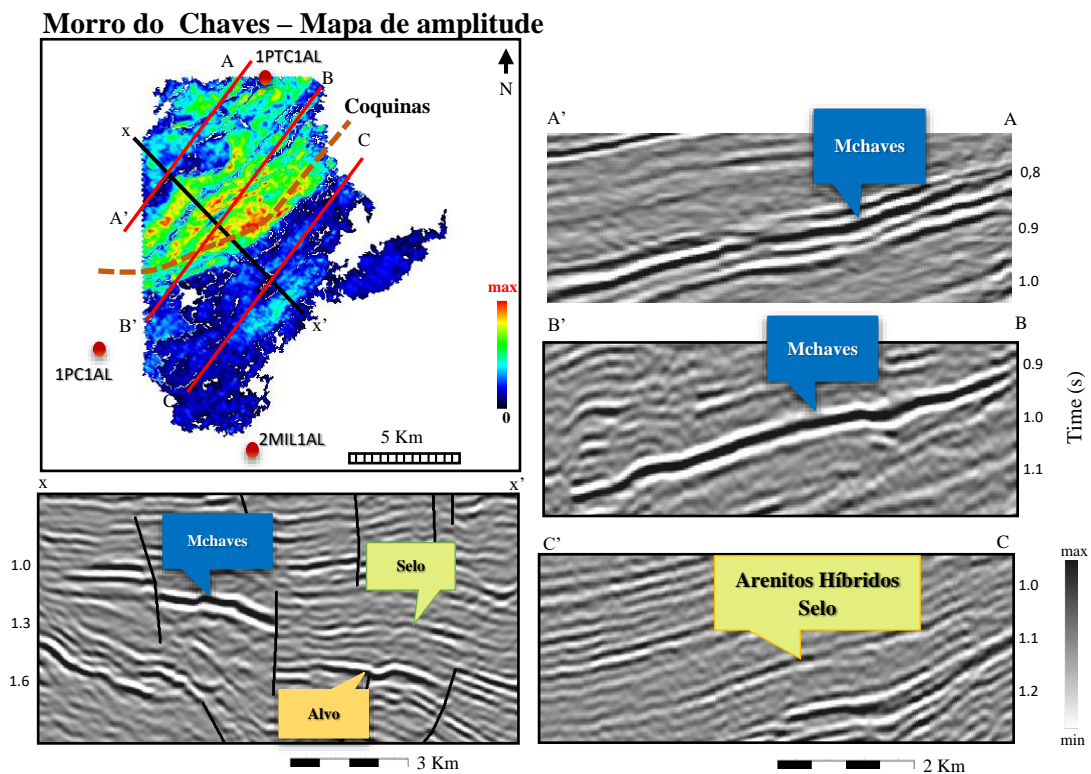 Morro do Chaves – Mapa de amplitude
A
1PTC1AL
B
N
Coquinas
x
C
A'
max
B'
x'
1PC1AL
C'
0
2MIL1AL
5 Km
A'
A
Mchaves
0,8
0.9
1.0
B'
B
Mchaves
0.9
1.0
1.1
Time (s)
x
x'
Mchaves
Selo
Alvo
1.0
1.3
1.6
3 Km
C'
C
Arenitos Híbridos
Selo
1.0
1.1
1.2
max
min
2 Km